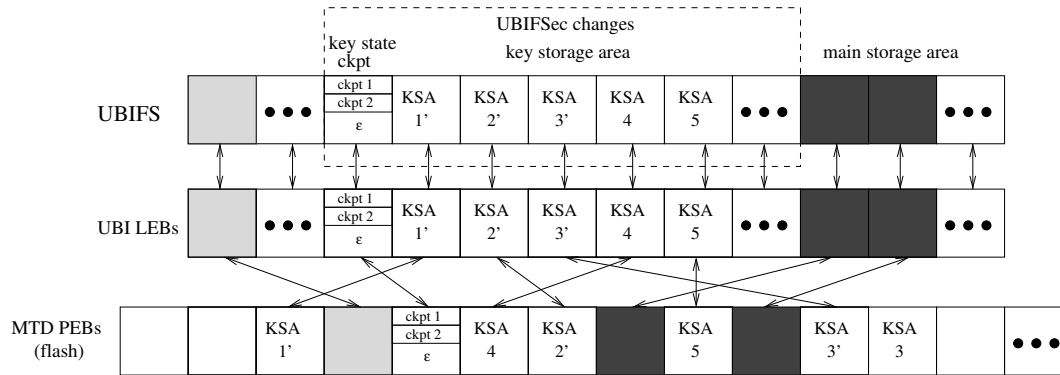 UBIFSec changes
key state
ckpt
key storage area
main storage area
UBIFS
ckpt 1
ckpt 2
ε
KSA
1’
KSA
2’
KSA
3’
KSA
4
KSA
5
UBI LEBs
ckpt 1
ckpt 2
ε
KSA
1’
KSA
2’
KSA
3’
KSA
4
KSA
5
MTD PEBs
(flash)
KSA
1’
ckpt 1
ckpt 2
ε
KSA
4
KSA
2’
KSA
5
KSA
3’
KSA
3